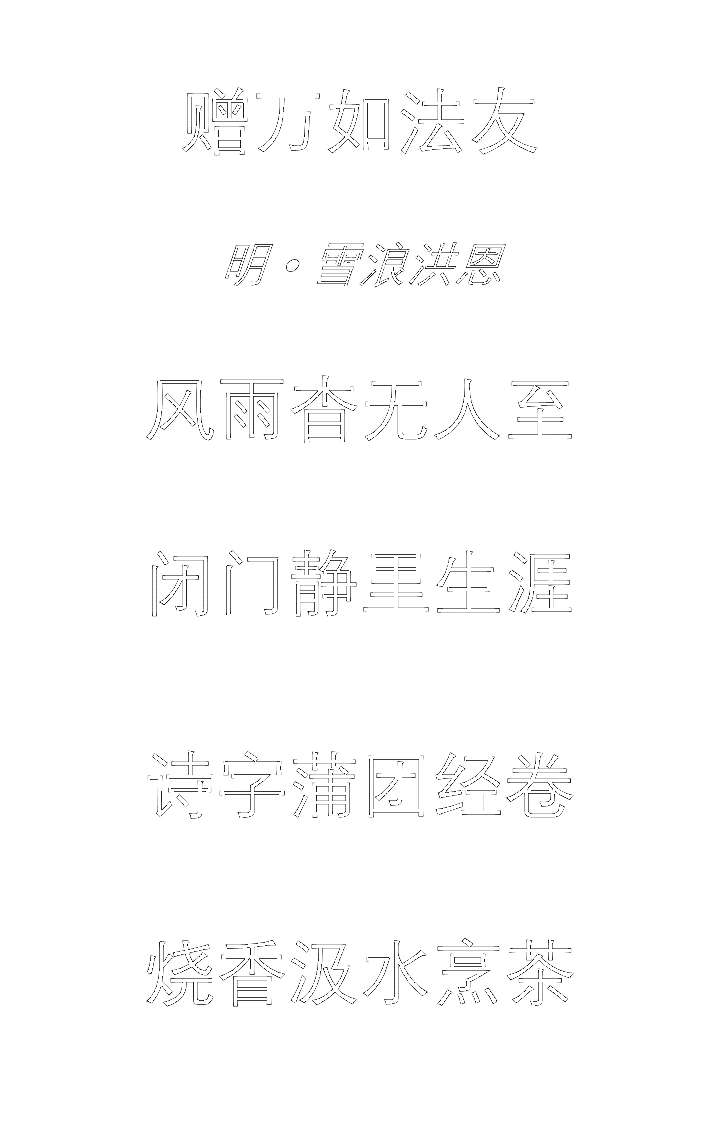 赠万如法友
明·雪浪洪恩
风雨杳无人至
闭门静里生涯
诗字蒲团经卷
烧香汲水烹茶